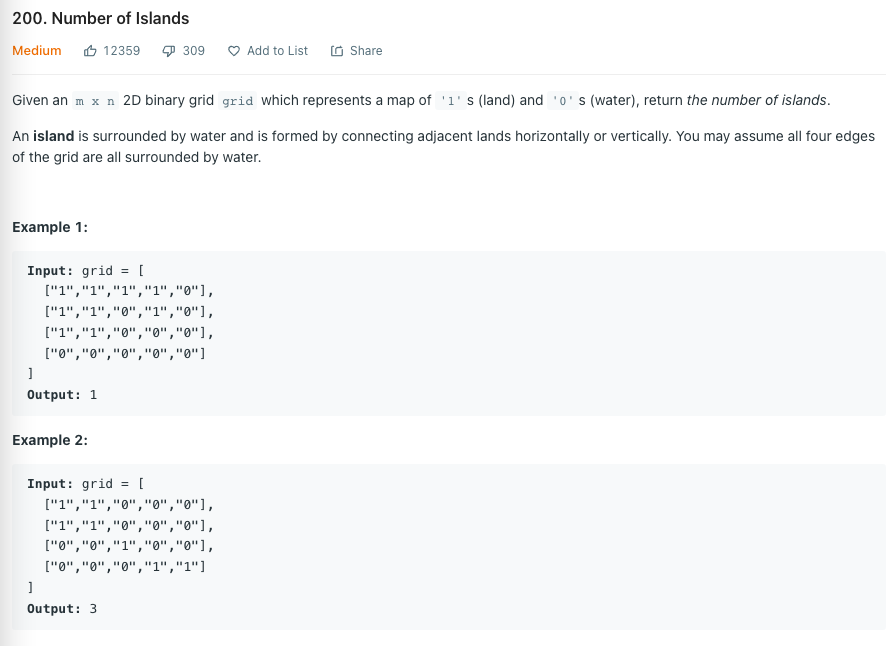 200. Number of Islands
Medium 12359 309 Add to List Share
Given an m x n 2D binary grid grid which represents a map of '1' s (land) and '0' s (water), return the number of islands.
An island is surrounded by water and is formed by connecting adjacent lands horizontally or vertically. You may assume all four edges
of the grid are all surrounded by water.
Example 1:
Input: grid = [
["1","1","1","1","0"],
["1","1","0","1","0"],
["1","1","0","0","0"],
["0","0","0","0","0"]
]
Output: 1
Example 2:
Input: grid = [
["1","1","0","0","0"],
["1","1","0","0","0"],
["0","0","1","0","0"],
["0","0","0","1","1"]
]
Output: 3